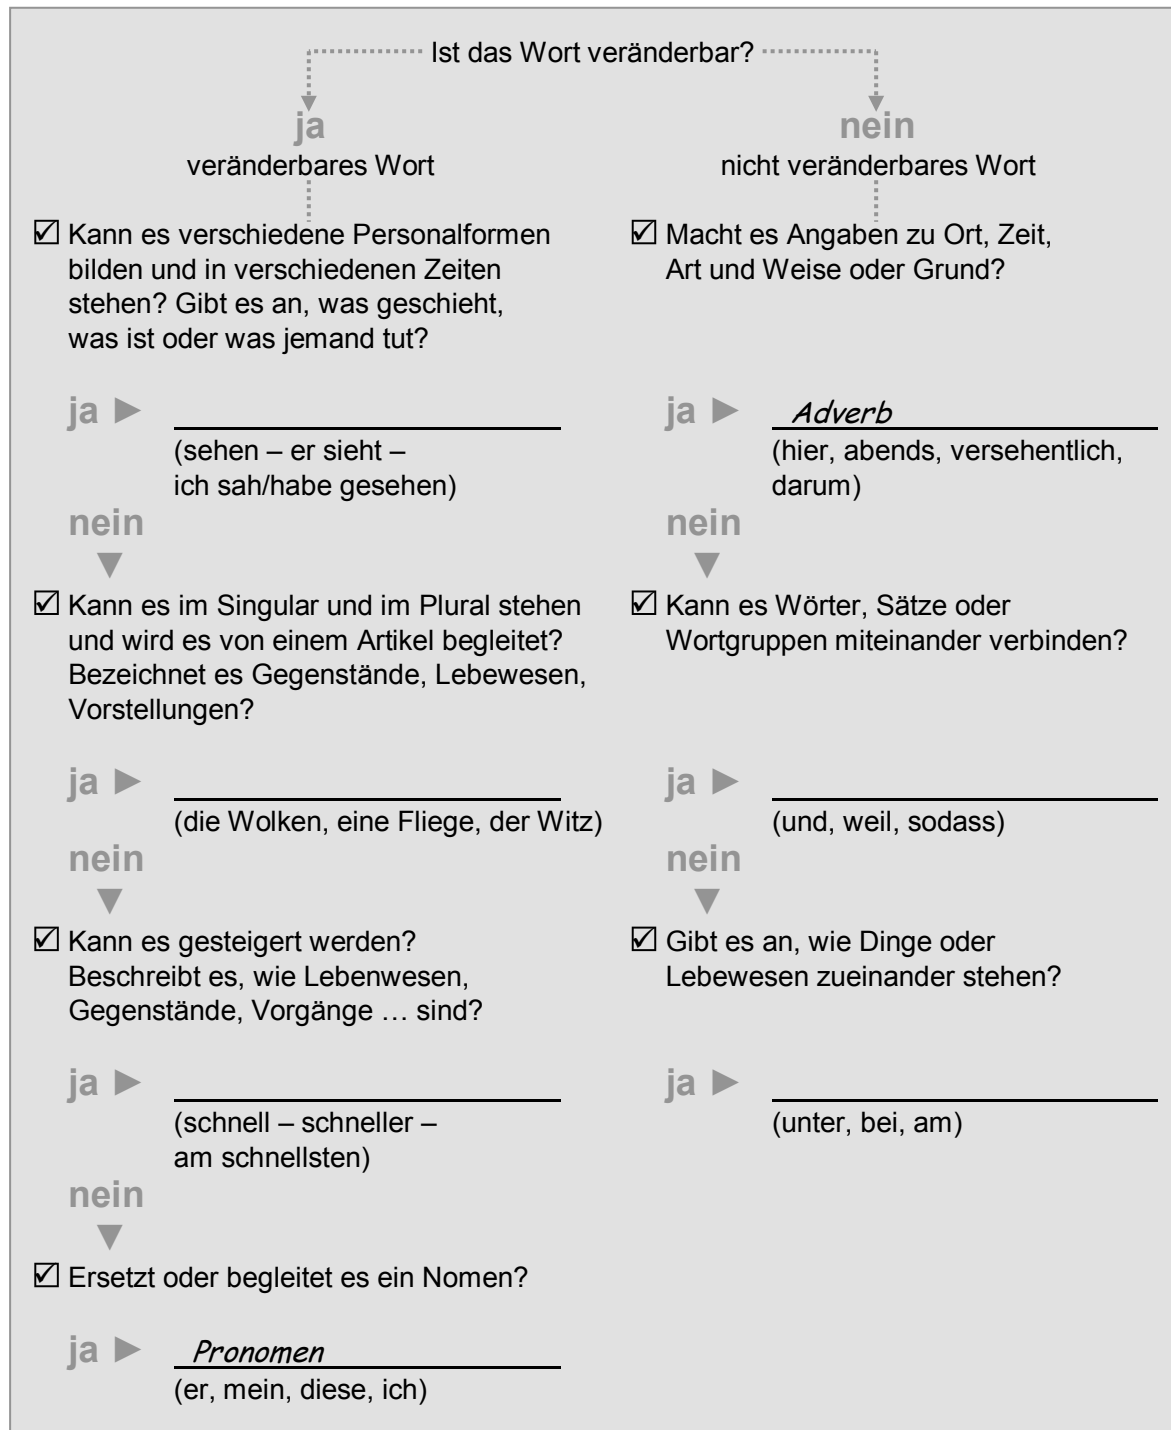 Ist das Wort veränderbar?
ja
veränderbares Wort
☑ Kann es verschiedene Personalformen
bilden und in verschiedenen Zeiten
stehen? Gibt es an, was geschieht,
was ist oder was jemand tut?
ja ►
(sehen – er sieht –
ich sah/habe gesehen)
nein
▼
☑ Kann es im Singular und im Plural stehen
und wird es von einem Artikel begleitet?
Bezeichnet es Gegenstände, Lebewesen,
Vorstellungen?
ja ►
(die Wolken, eine Fliege, der Witz)
nein
▼
☑ Kann es gesteigert werden?
Beschreibt es, wie Lebenwesen,
Gegenstände, Vorgänge … sind?
ja ►
(schnell – schneller –
am schnellsten)
nein
▼
☑ Ersetzt oder begleitet es ein Nomen?
ja ► Pronomen
(er, mein, diese, ich)
nein
nicht veränderbares Wort
☑ Macht es Angaben zu Ort, Zeit,
Art und Weise oder Grund?
ja ► Adverb
(hier, abends, versehentlich,
darum)
nein
▼
☑ Kann es Wörter, Sätze oder
Wortgruppen miteinander verbinden?
ja ►
(und, weil, sodass)
nein
▼
☑ Gibt es an, wie Dinge oder
Lebewesen zueinander stehen?
ja ►
(unter, bei, am)